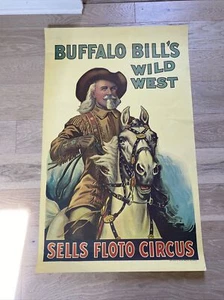 BUFFALO BILL'S
WILD
WEST
SELLS FLOTO CIRCUS